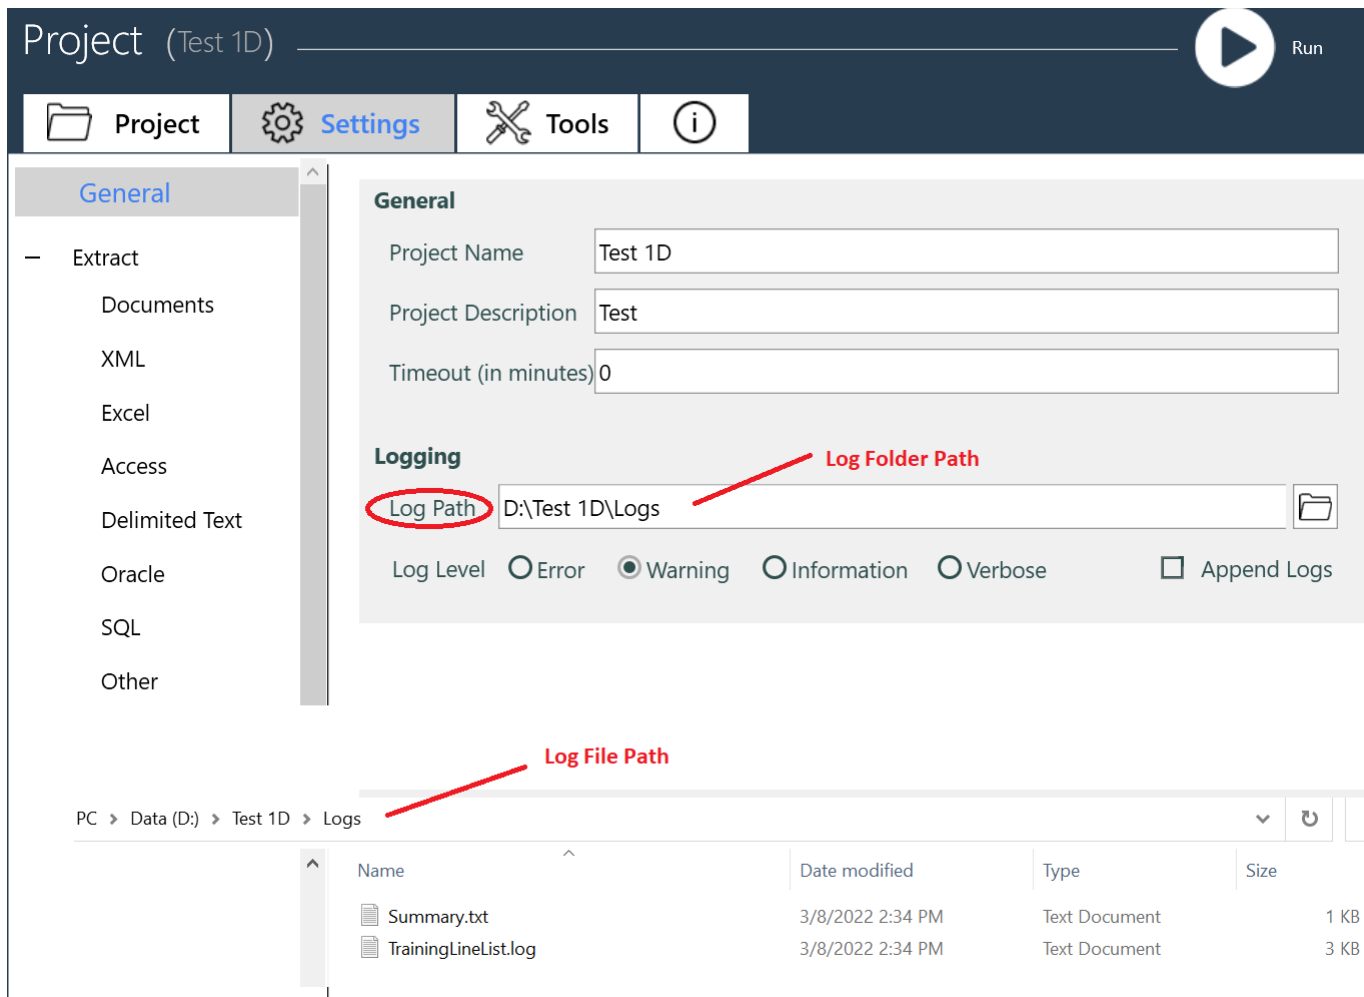 Project (Test 1D)
Run
Project Settings Tools i
General
Extract
Documents
XML
Excel
Access
Delimited Text
Oracle
SQL
Other
General
Project Name Test 1D
Project Description Test
Timeout (in minutes) 0
Logging
Log Folder Path
Log Path D:\Test 1D\Logs
Log Level Error Warning Information Verbose Append Logs
Log File Path
PC > Data (D:) > Test 1D > Logs
Name Date modified Type Size
Summary.txt 3/8/2022 2:34 PM Text Document 1 KB
TrainingLineList.log 3/8/2022 2:34 PM Text Document 3 KB